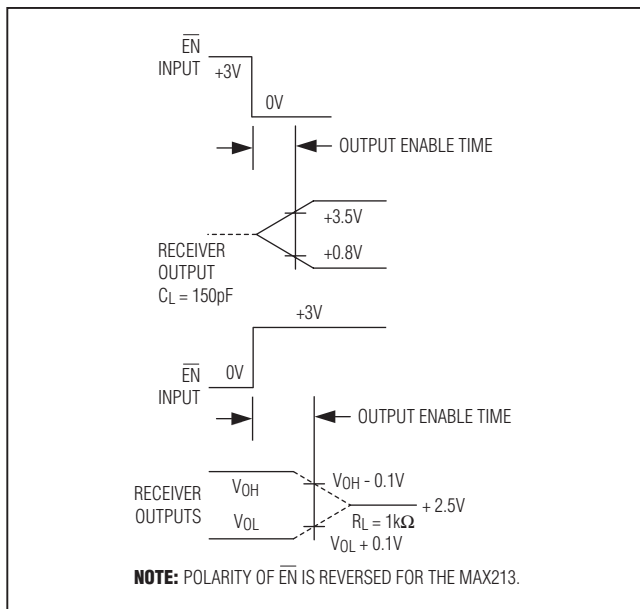 EN
INPUT
+3V
0V
OUTPUT ENABLE TIME
+3.5V
+0.8V
RECEIVER
OUTPUT
CL = 150pF
+3V
0V
EN
INPUT
OUTPUT ENABLE TIME
RECEIVER
OUTPUTS
VOH
VOL
VOH - 0.1V
+ 2.5V
RL = 1kΩ
VOL + 0.1V
NOTE: POLARITY OF EN IS REVERSED FOR THE MAX213.